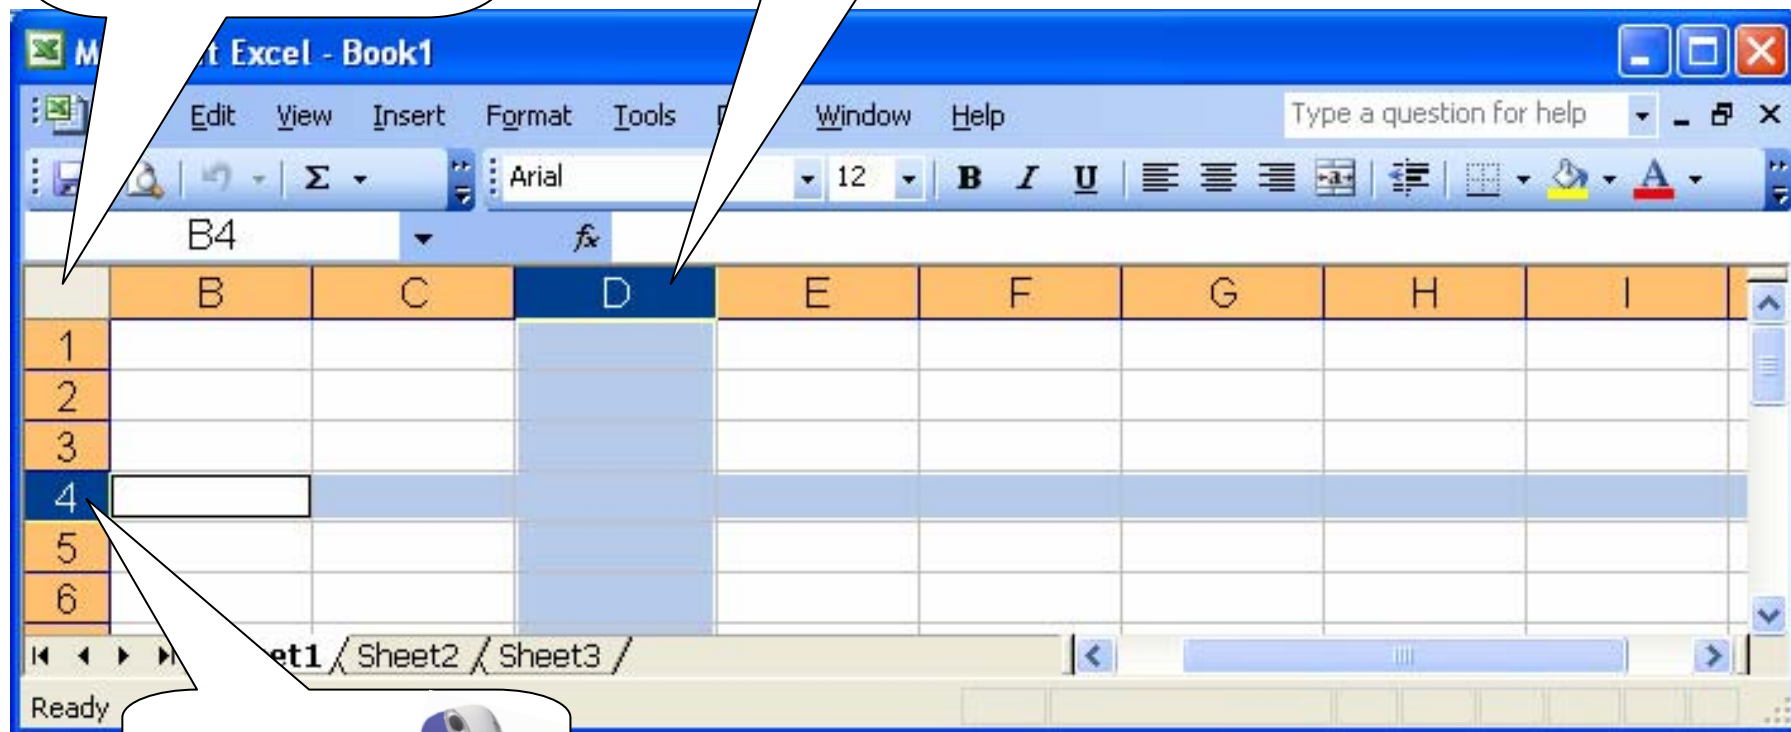 Excel - Book1
Edit View Insert Format Tools Window Help Type a question for help
Σ Arial 12 B I U a A
B4 fx
B C D E F G H I
1
2
3
4
5
6
Sheet2 Sheet3
Ready